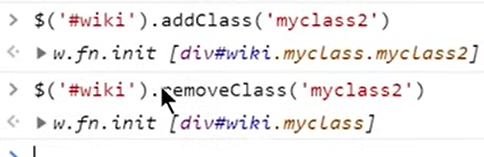 > $('#wiki').addClass('myclass2')
<· ▶ w.fn.init [div#wiki.myclass.myclass2]
> $('#wiki').removeClass('myclass2')
<· ▶ w.fn.init [div#wiki.myclass]
>